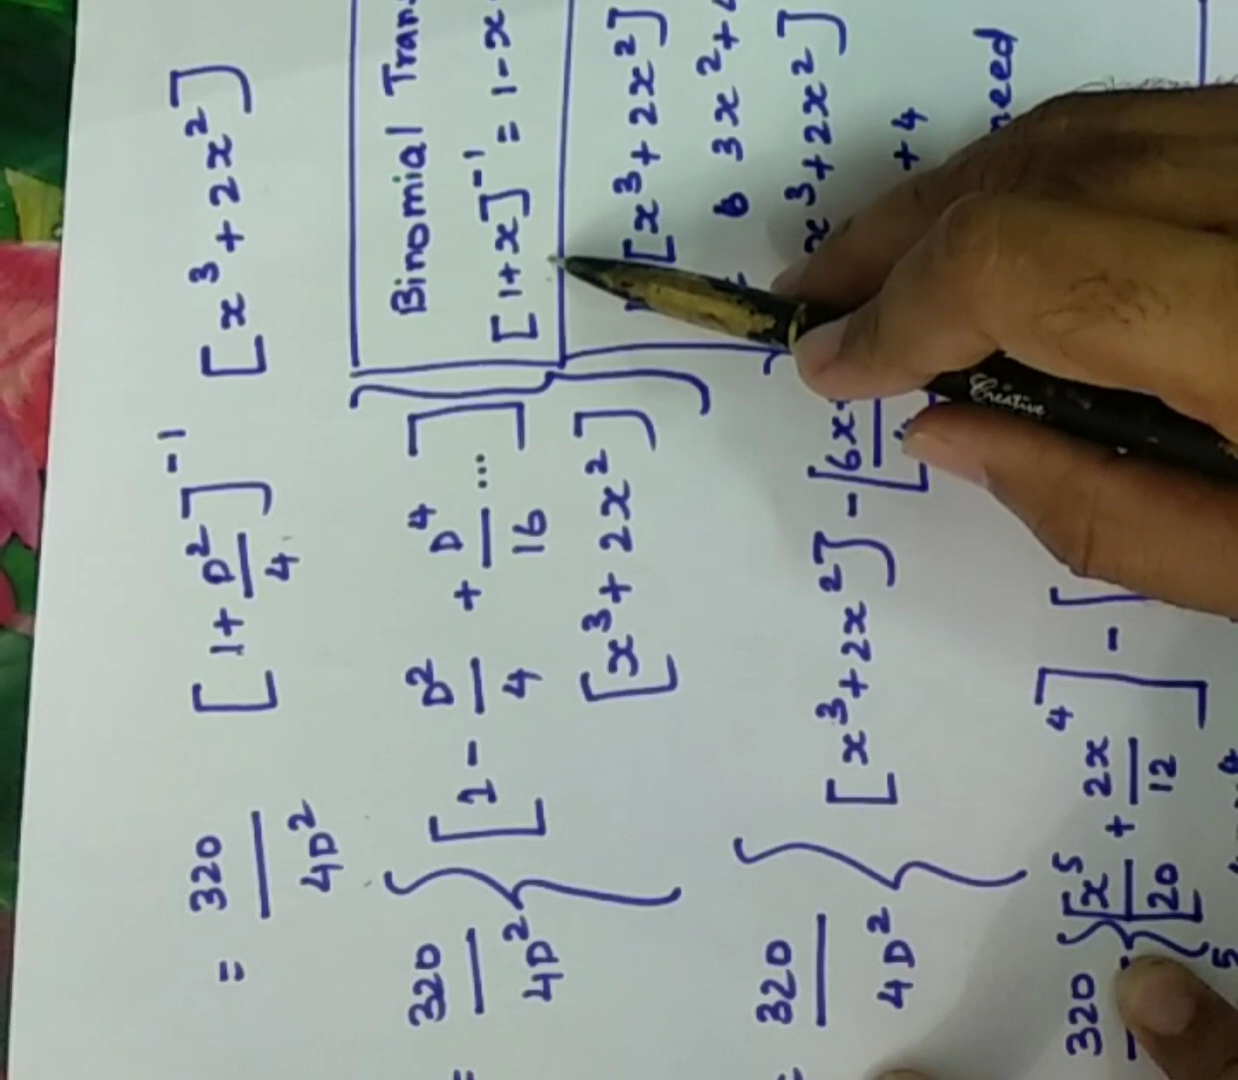 = 320/4D² [1 + D²/4]⁻¹ [x³ + 2x²]
= 320/4D² { [1 - D²/4 + D⁴/16 ...] [x³ + 2x²] }
Binomial
[1+x]⁻¹ = 1 - x
[x³ + 2x²]
6 3x² +
x³ + 2x²]
+ 4
320/4D² { [x³ + 2x²] - [6x
320 { [x⁵/20 + 2x⁴/12] - [
Creative